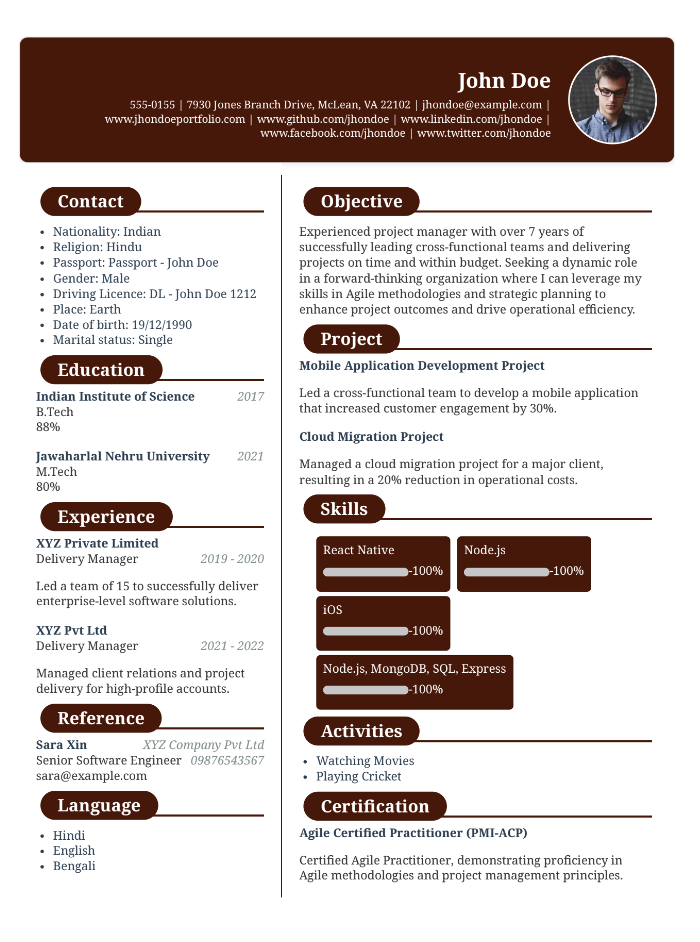 John Doe
555-0155 | 7930 Jones Branch Drive, McLean, VA 22102 | jhondoe@example.com |
www.jhondoeportfolio.com | www.github.com/jhondoe | www.linkedin.com/jhondoe |
www.facebook.com/jhondoe | www.twitter.com/jhondoe
Contact
• Nationality: Indian
• Religion: Hindu
• Passport: Passport - John Doe
• Gender: Male
• Driving Licence: DL - John Doe 1212
• Place: Earth
• Date of birth: 19/12/1990
• Marital status: Single
Education
Indian Institute of Science 2017
B.Tech
88%
Jawaharlal Nehru University 2021
M.Tech
80%
Experience
XYZ Private Limited
Delivery Manager 2019 - 2020
Led a team of 15 to successfully deliver
enterprise-level software solutions.
XYZ Pvt Ltd
Delivery Manager 2021 - 2022
Managed client relations and project
delivery for high-profile accounts.
Reference
Sara Xin XYZ Company Pvt Ltd
Senior Software Engineer 09876543567
sara@example.com
Language
• Hindi
• English
• Bengali
Objective
Experienced project manager with over 7 years of
successfully leading cross-functional teams and delivering
projects on time and within budget. Seeking a dynamic role
in a forward-thinking organization where I can leverage my
skills in Agile methodologies and strategic planning to
enhance project outcomes and drive operational efficiency.
Project
Mobile Application Development Project
Led a cross-functional team to develop a mobile application
that increased customer engagement by 30%.
Cloud Migration Project
Managed a cloud migration project for a major client,
resulting in a 20% reduction in operational costs.
Skills
React Native
-100%
Node.js
-100%
iOS
-100%
Node.js, MongoDB, SQL, Express
-100%
Activities
• Watching Movies
• Playing Cricket
Certification
Agile Certified Practitioner (PMI-ACP)
Certified Agile Practitioner, demonstrating proficiency in
Agile methodologies and project management principles.